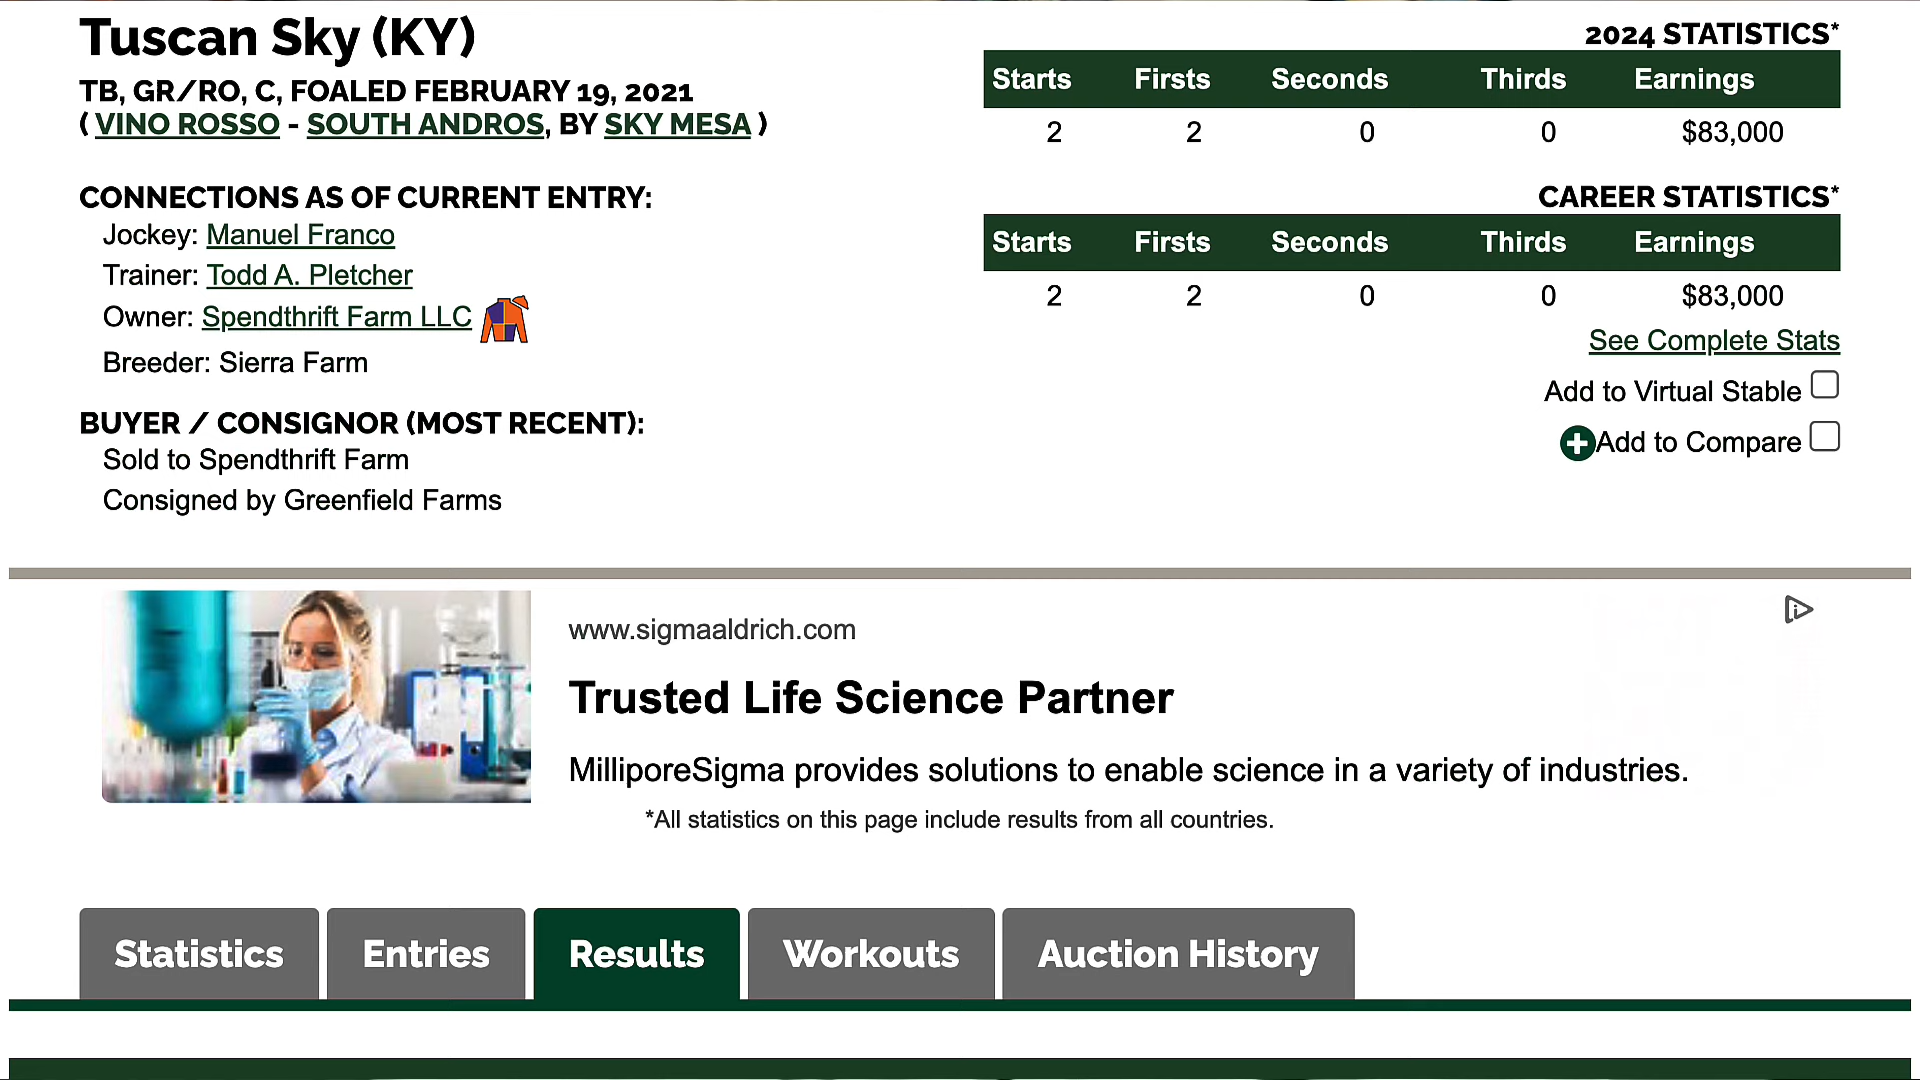 Tuscan Sky (KY)
TB, GR/RO, C, FOALED FEBRUARY 19, 2021
( VINO ROSSO - SOUTH ANDROS, BY SKY MESA )
CONNECTIONS AS OF CURRENT ENTRY:
Jockey: Manuel Franco
Trainer: Todd A. Pletcher
Owner: Spendthrift Farm LLC
Breeder: Sierra Farm
BUYER / CONSIGNOR (MOST RECENT):
Sold to Spendthrift Farm
Consigned by Greenfield Farms
2024 STATISTICS*
Starts Firsts Seconds Thirds Earnings
2 2 0 0 $83,000
CAREER STATISTICS*
Starts Firsts Seconds Thirds Earnings
2 2 0 0 $83,000
See Complete Stats
Add to Virtual Stable
Add to Compare
www.sigmaaldrich.com
Trusted Life Science Partner
MilliporeSigma provides solutions to enable science in a variety of industries.
*All statistics on this page include results from all countries.
Statistics Entries Results Workouts Auction History